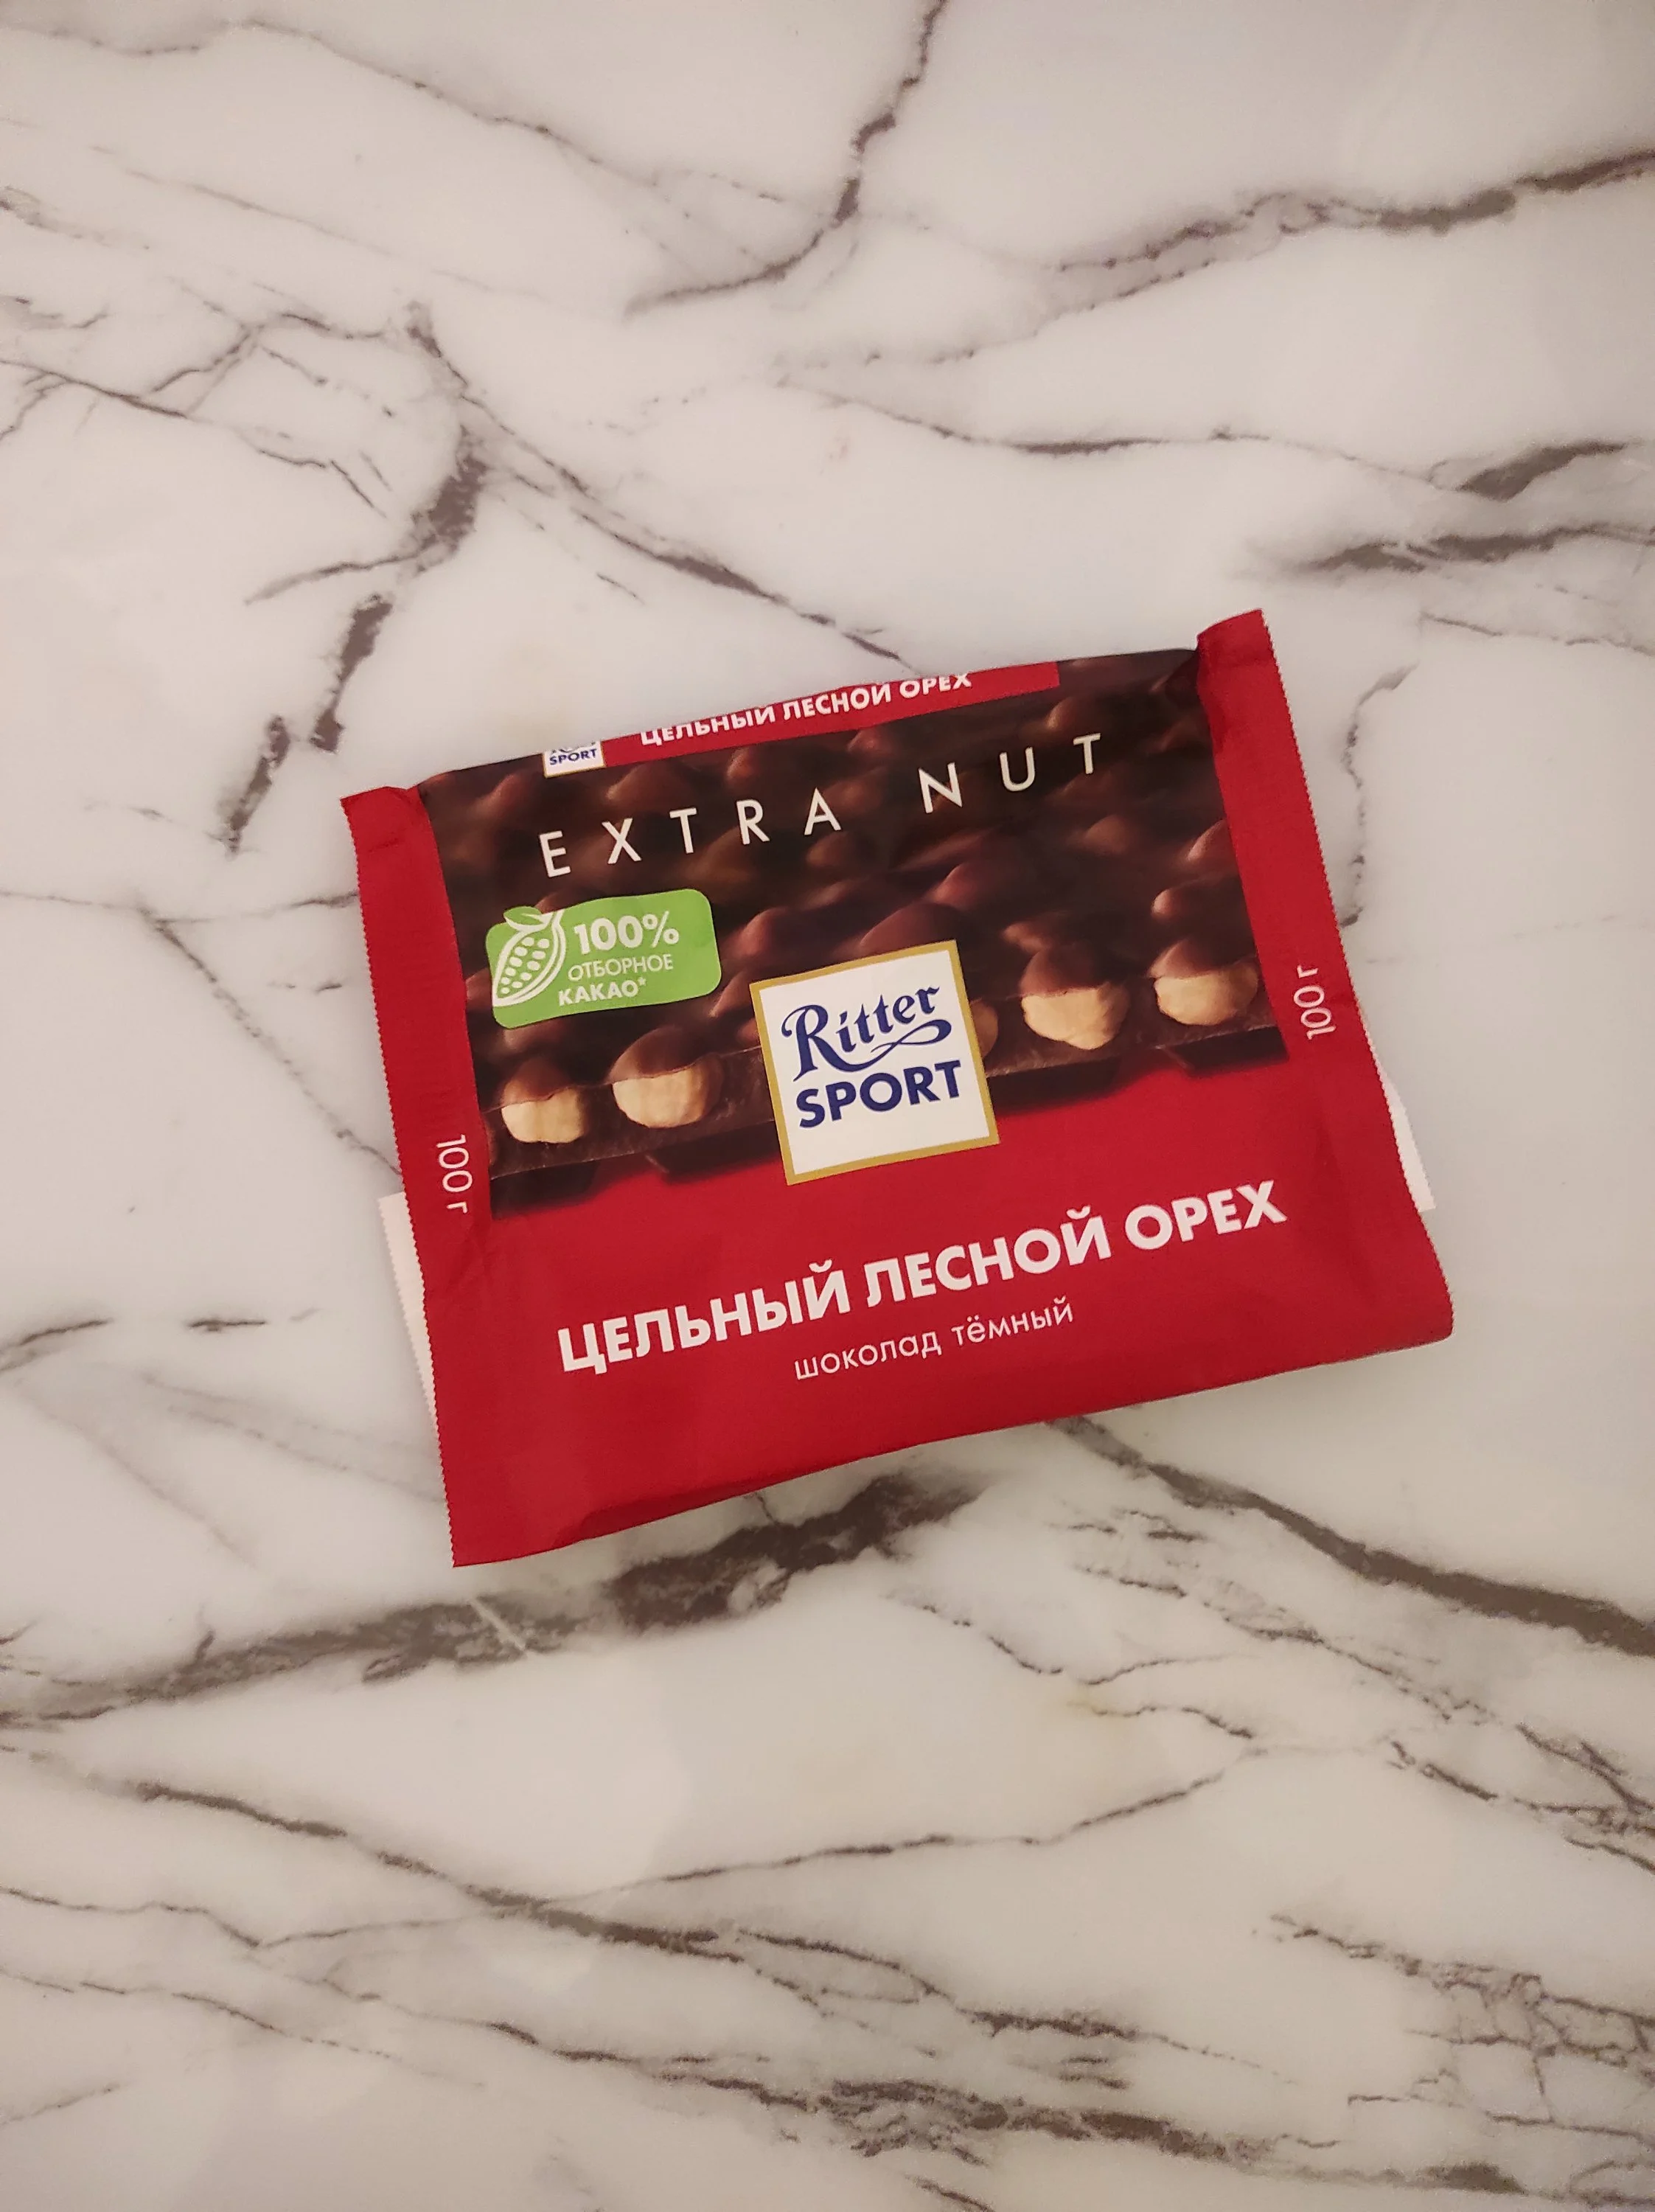 ЦЕЛЬНЫЙ ЛЕСНОЙ ОРЕХ
SPORT
EXTRA NUT
100%
ОТБОРНОЕ
КАКАО*
Ritter
SPORT
100 г
100 г
ЦЕЛЬНЫЙ ЛЕСНОЙ ОРЕХ
шоколад тёмный